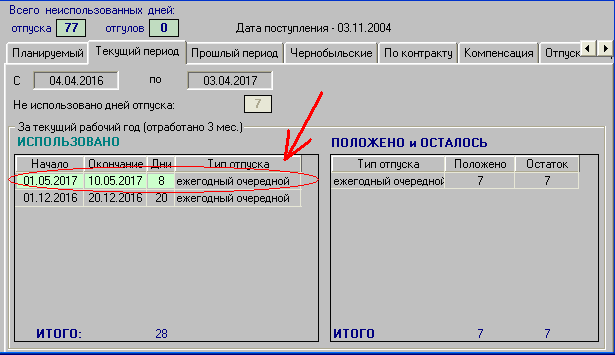 Всего неиспользованных дней:
отпуска 77 отгулов 0 Дата поступления - 03.11.2004
Планируемый Текущий период Прошлый период Чернобыльские По контракту Компенсация Отпуск
С 04.04.2016 по 03.04.2017
Не использовано дней отпуска: 7
За текущий рабочий год (отработано 3 мес.)
ИСПОЛЬЗОВАНО ПОЛОЖЕНО и ОСТАЛОСЬ
Начало Окончание Дни Тип отпуска Тип отпуска Положено Остаток
01.05.2017 10.05.2017 8 ежегодный очередной ежегодный очередной 7 7
01.12.2016 20.12.2016 20 ежегодный очередной
ИТОГО: 28 ИТОГО 7 7